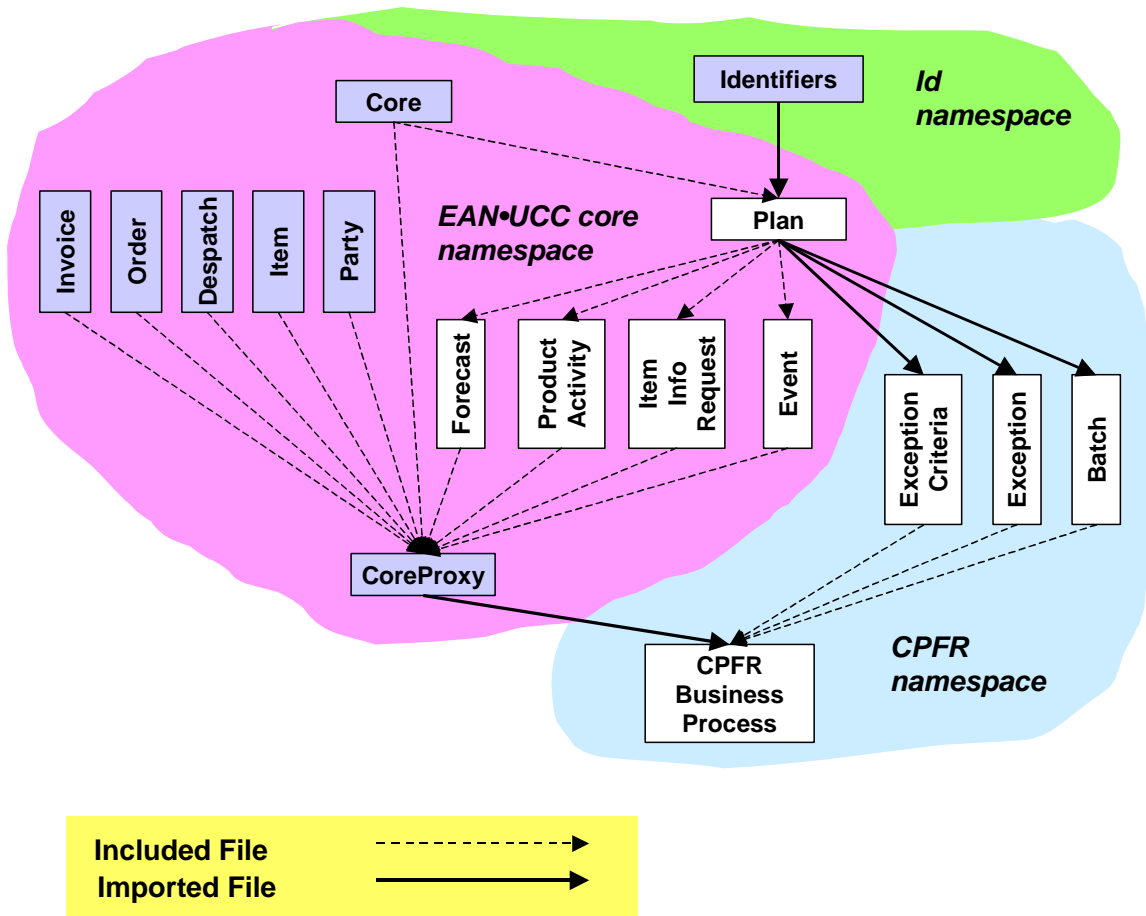 Identifiers
Id
namespace
Core
Invoice
Order
Despatch
Item
Party
EAN•UCC core
namespace
Plan
Forecast
Product
Activity
Item
Info
Request
Event
Exception
Criteria
Exception
Batch
CoreProxy
CPFR
Business
Process
CPFR
namespace
Included File
Imported File